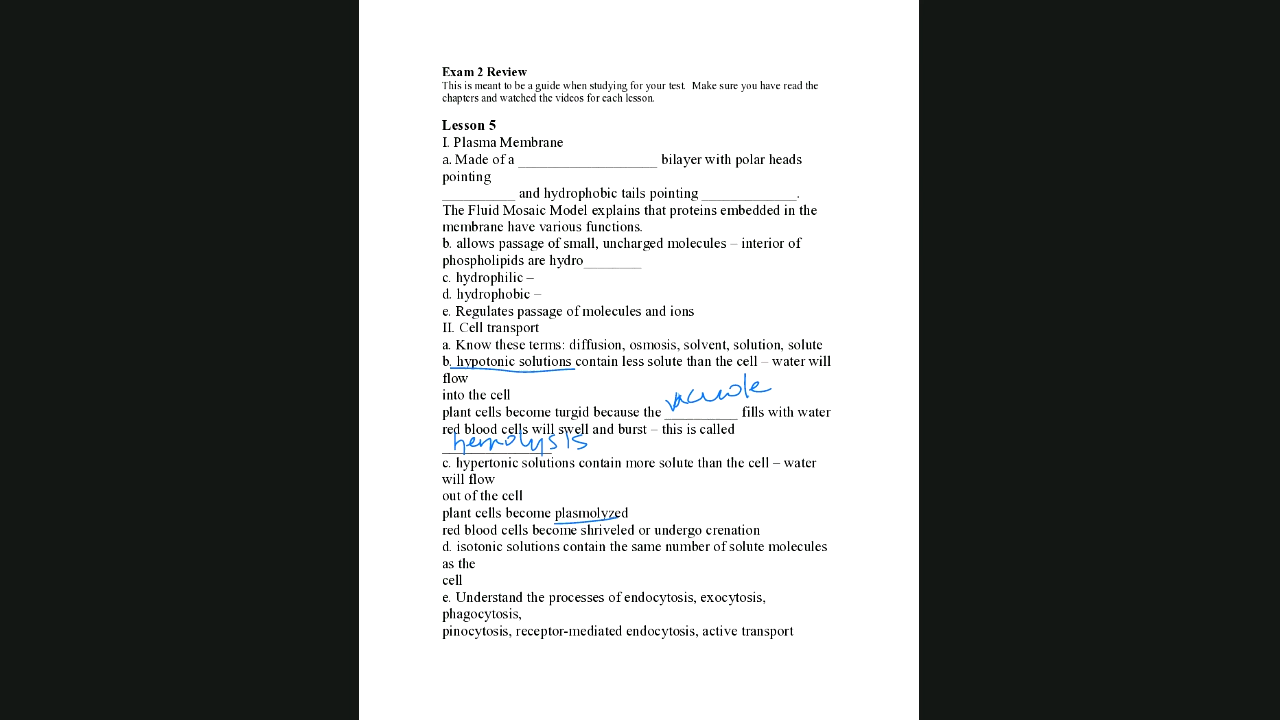 Exam 2 Review
This is meant to be a guide when studying for your test.  Make sure you have read the
chapters and watched the videos for each lesson.
Lesson 5
I. Plasma Membrane
a. Made of a ___________________ bilayer with polar heads
pointing
__________ and hydrophobic tails pointing _____________.
The Fluid Mosaic Model explains that proteins embedded in the
membrane have various functions.
b. allows passage of small, uncharged molecules – interior of
phospholipids are hydro________
c. hydrophilic –
d. hydrophobic –
e. Regulates passage of molecules and ions
II. Cell transport
a. Know these terms: diffusion, osmosis, solvent, solution, solute
b. hypotonic solutions contain less solute than the cell – water will
flow
into the cell
vacuole
plant cells become turgid because the __________ fills with water
red blood cells will swell and burst – this is called
hemolysis
_______________
c. hypertonic solutions contain more solute than the cell – water
will flow
out of the cell
plant cells become plasmolyzed
red blood cells become shriveled or undergo crenation
d. isotonic solutions contain the same number of solute molecules
as the
cell
e. Understand the processes of endocytosis, exocytosis,
phagocytosis,
pinocytosis, receptor-mediated endocytosis, active transport